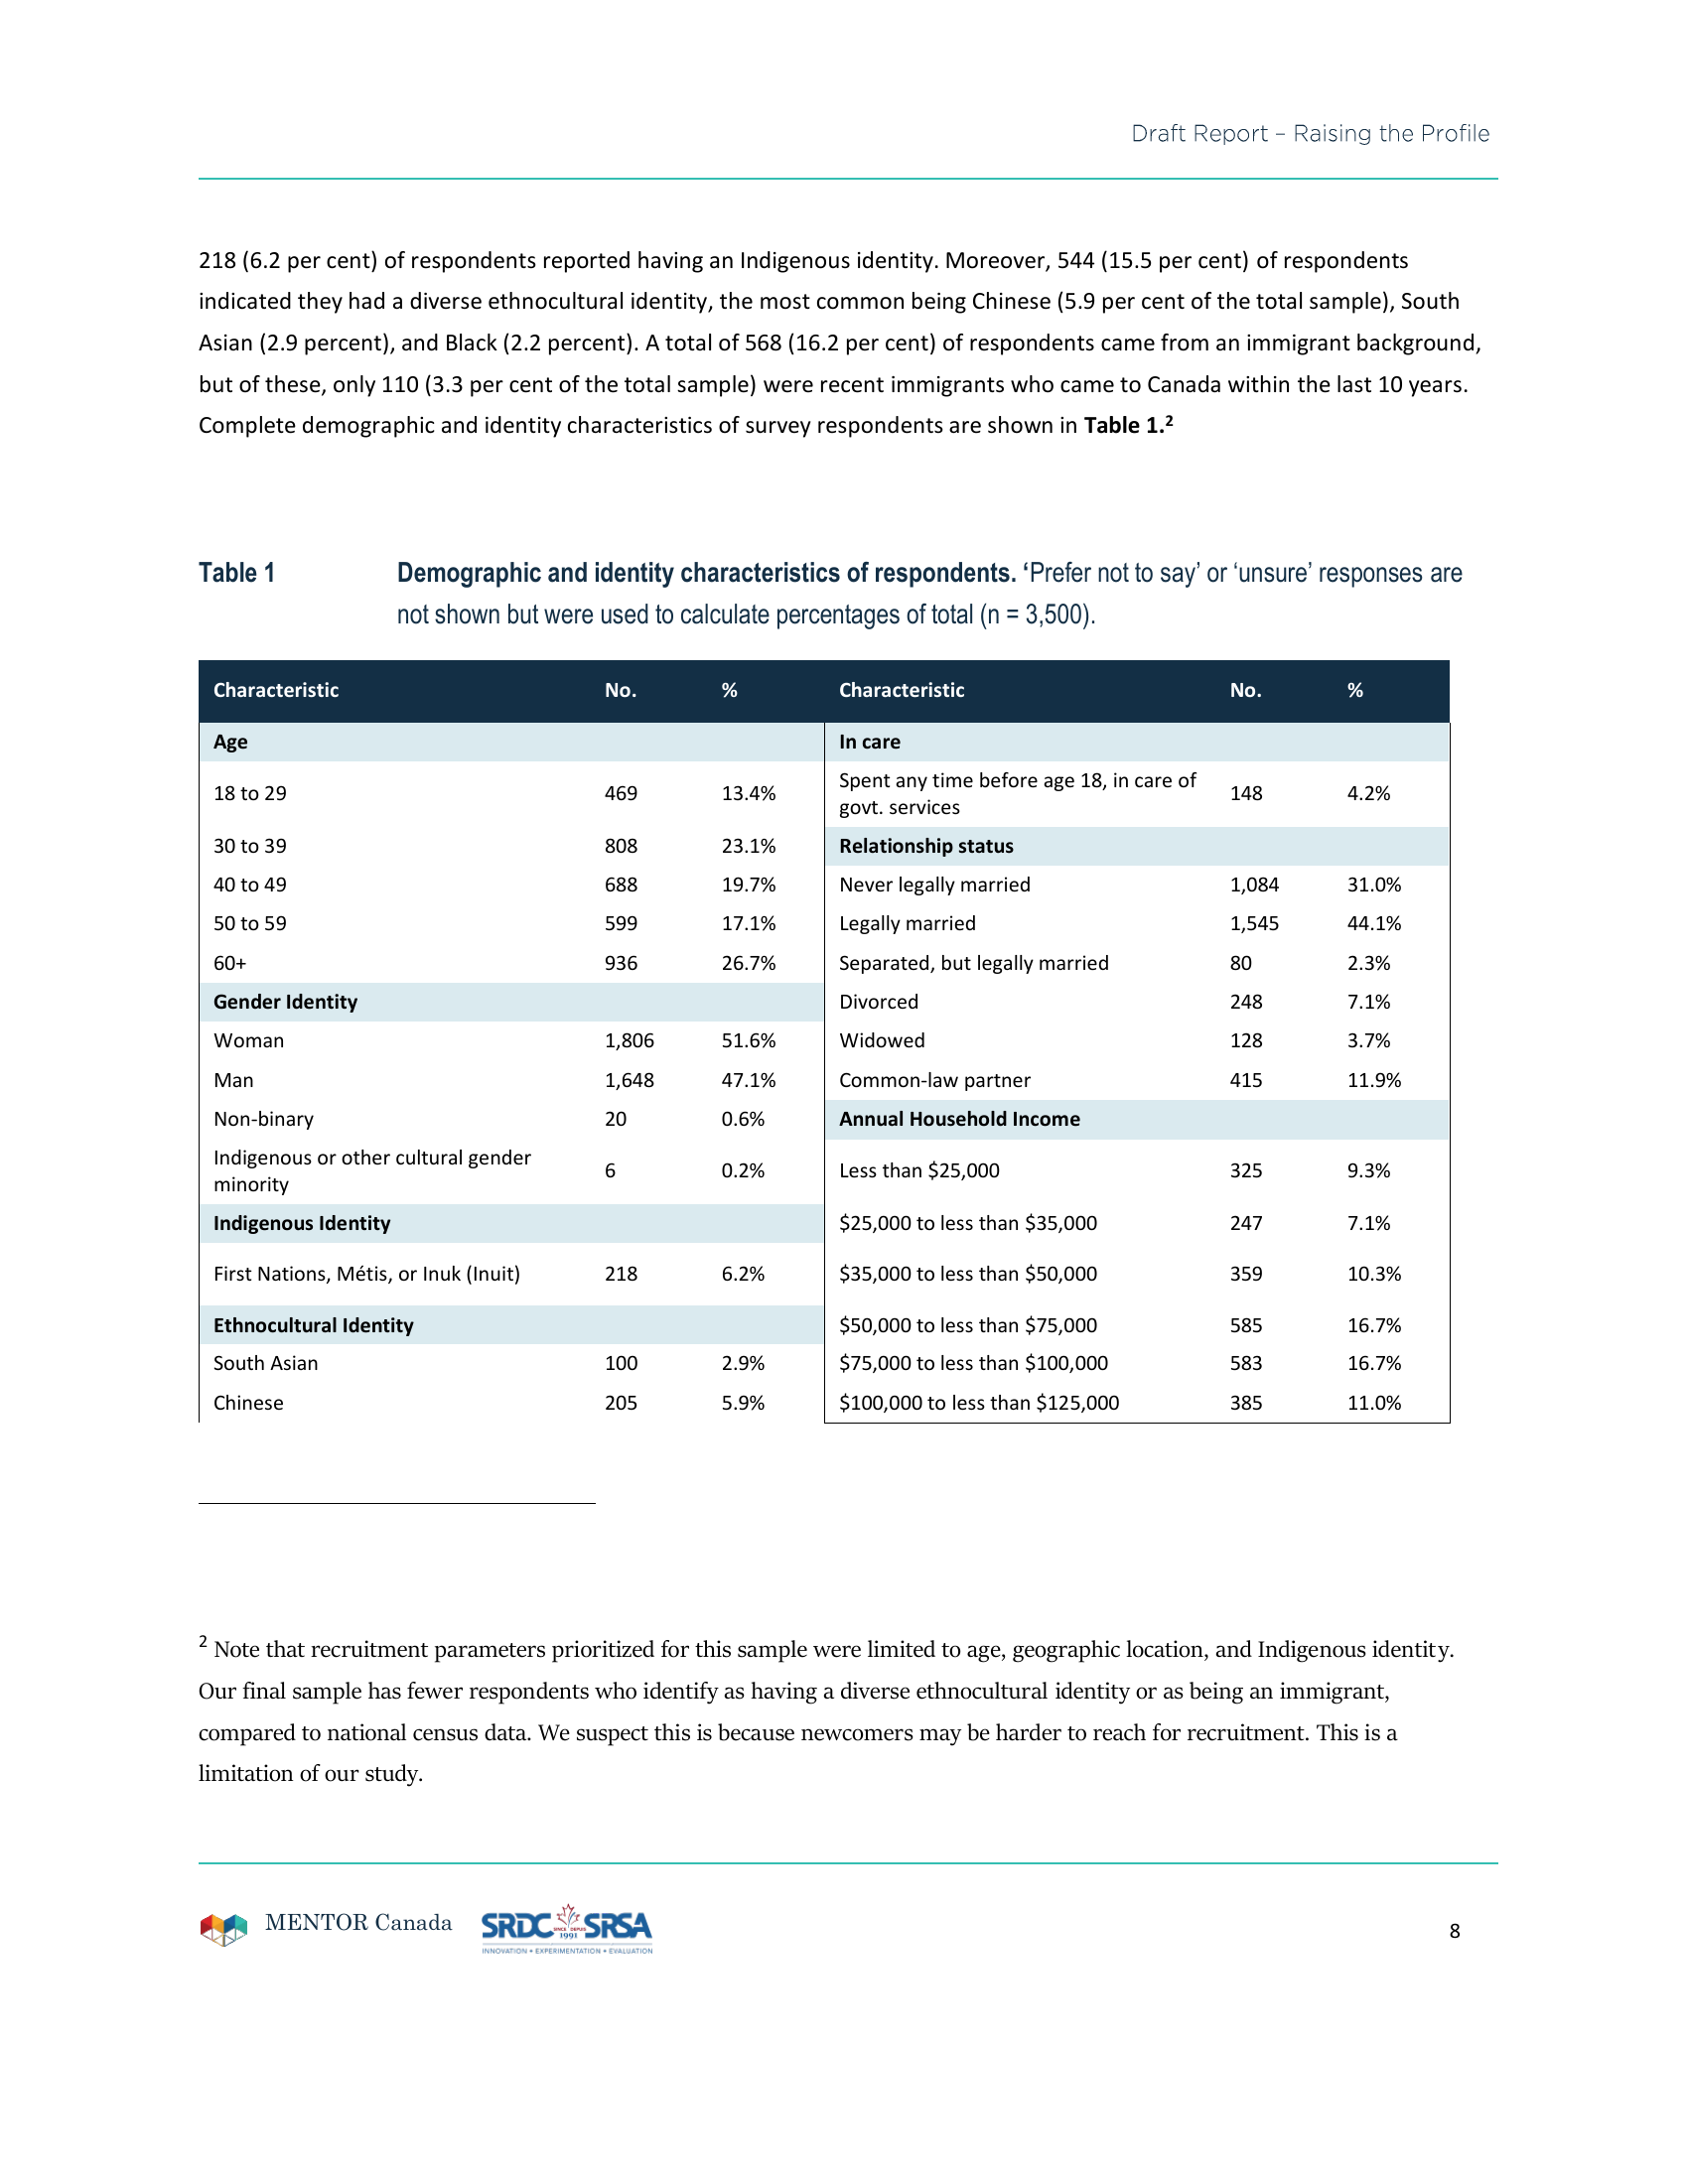 Draft Report – Raising the Profile
218 (6.2 per cent) of respondents reported having an Indigenous identity. Moreover, 544 (15.5 per cent) of respondents
indicated they had a diverse ethnocultural identity, the most common being Chinese (5.9 per cent of the total sample), South
Asian (2.9 percent), and Black (2.2 percent). A total of 568 (16.2 per cent) of respondents came from an immigrant background,
but of these, only 110 (3.3 per cent of the total sample) were recent immigrants who came to Canada within the last 10 years.
Complete demographic and identity characteristics of survey respondents are shown in Table 1.²
Table 1 Demographic and identity characteristics of respondents. ‘Prefer not to say’ or ‘unsure’ responses are
not shown but were used to calculate percentages of total (n = 3,500).
Characteristic No. % Characteristic No. %
Age In care
18 to 29 469 13.4% Spent any time before age 18, in care of
govt. services 148 4.2%
30 to 39 808 23.1% Relationship status
40 to 49 688 19.7% Never legally married 1,084 31.0%
50 to 59 599 17.1% Legally married 1,545 44.1%
60+ 936 26.7% Separated, but legally married 80 2.3%
Gender Identity Divorced 248 7.1%
Woman 1,806 51.6% Widowed 128 3.7%
Man 1,648 47.1% Common-law partner 415 11.9%
Non-binary 20 0.6% Annual Household Income
Indigenous or other cultural gender
minority 6 0.2% Less than $25,000 325 9.3%
Indigenous Identity $25,000 to less than $35,000 247 7.1%
First Nations, Métis, or Inuk (Inuit) 218 6.2% $35,000 to less than $50,000 359 10.3%
Ethnocultural Identity $50,000 to less than $75,000 585 16.7%
South Asian 100 2.9% $75,000 to less than $100,000 583 16.7%
Chinese 205 5.9% $100,000 to less than $125,000 385 11.0%
² Note that recruitment parameters prioritized for this sample were limited to age, geographic location, and Indigenous identity.
Our final sample has fewer respondents who identify as having a diverse ethnocultural identity or as being an immigrant,
compared to national census data. We suspect this is because newcomers may be harder to reach for recruitment. This is a
limitation of our study.
MENTOR Canada SRDC SINCE DEPUIS 1991 SRSA
INNOVATION • EXPERIMENTATION • EVALUATION
8